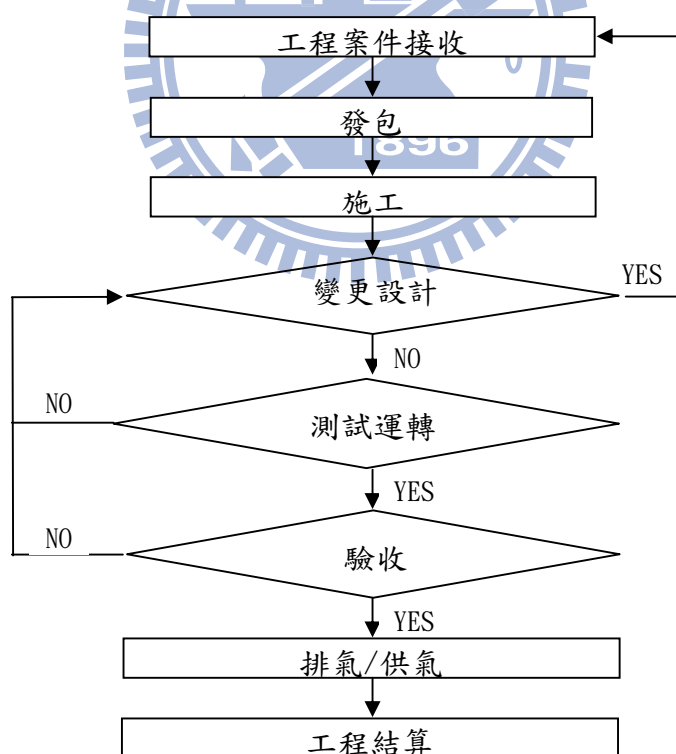 工程案件接收
發包
1896
施工
變更設計
YES
NO
NO
測試運轉
YES
NO
驗收
YES
排氣/供氣
工程結算